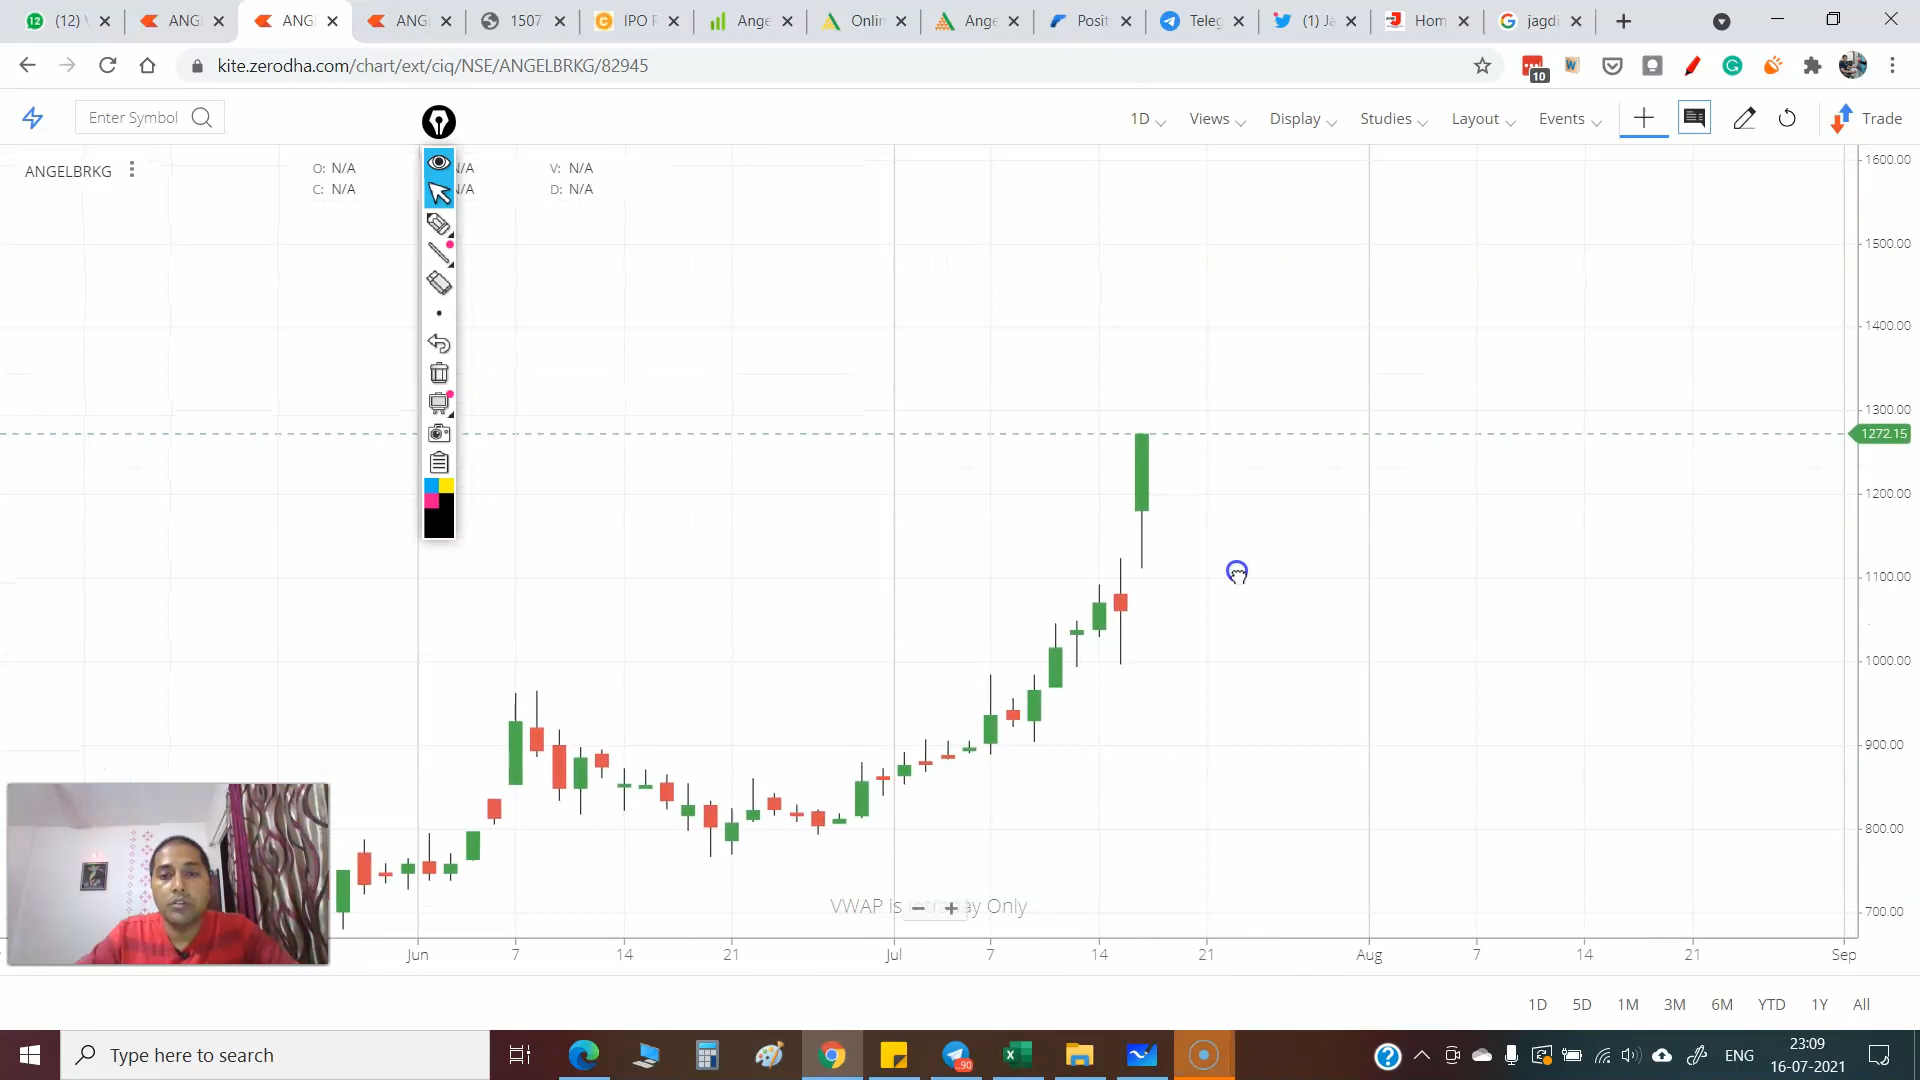 (12) \
ANG
ANG
ANG
1507
IPO F
Ange
Onlin
Ange
Posit
Teleg
(1) Ja
Hom
jagdi
kite.zerodha.com/chart/ext/ciq/NSE/ANGELBRKG/82945
10
Enter Symbol
1D
Views
Display
Studies
Layout
Events
Trade
ANGELBRKG
O: N/A
N/A
V: N/A
C: N/A
N/A
D: N/A
1600.00
1500.00
1400.00
1300.00
1272.15
1200.00
1100.00
1000.00
900.00
800.00
700.00
VWAP is ay Only
Jun
7
14
21
Jul
7
14
21
Aug
7
14
21
Sep
1D
5D
1M
3M
6M
YTD
1Y
All
Type here to search
90
ENG
23:09
16-07-2021